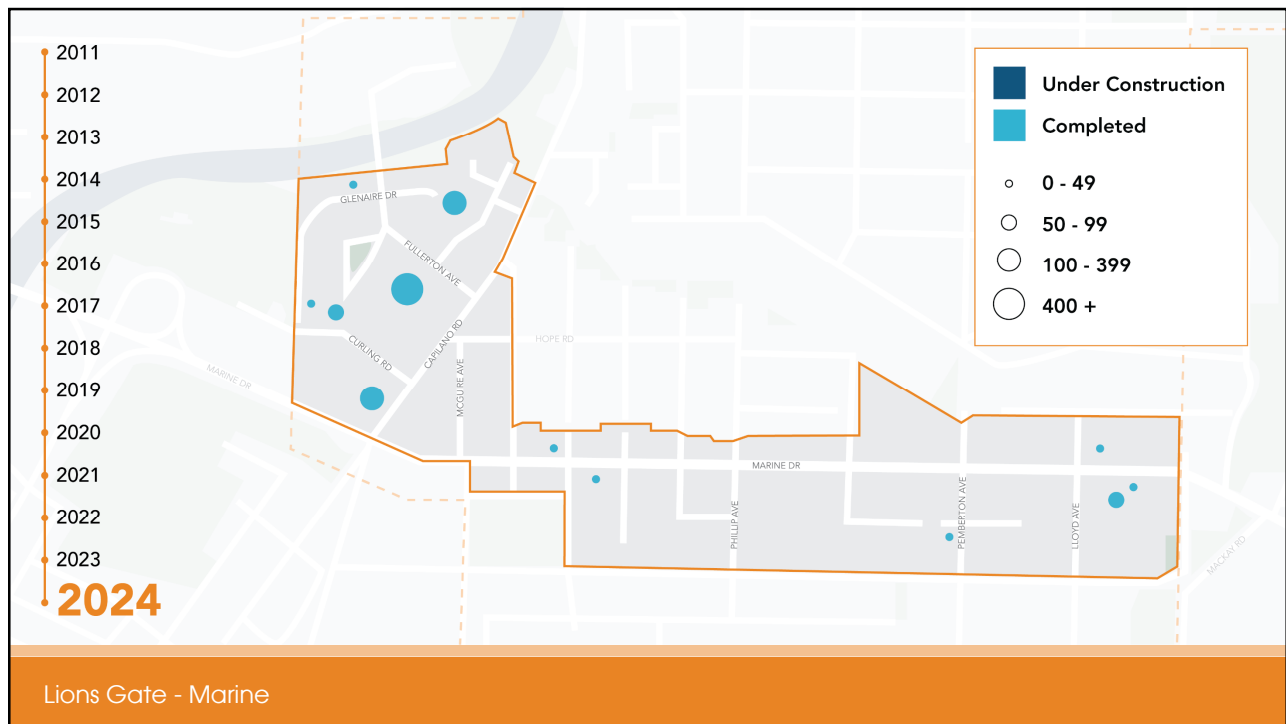 2011
2012
2013
2014
2015
2016
2017
2018
2019
2020
2021
2022
2023
2024
Under Construction
Completed
0 - 49
50 - 99
100 - 399
400 +
GLENAIRE DR
FULLERTON AVE
CURLING RD
CAPILANO RD
MCGUIRE AVE
HOPE RD
MARINE DR
MARINE DR
PHILLIP AVE
PEMBERTON AVE
LLOYD AVE
MACKAY RD
Lions Gate - Marine